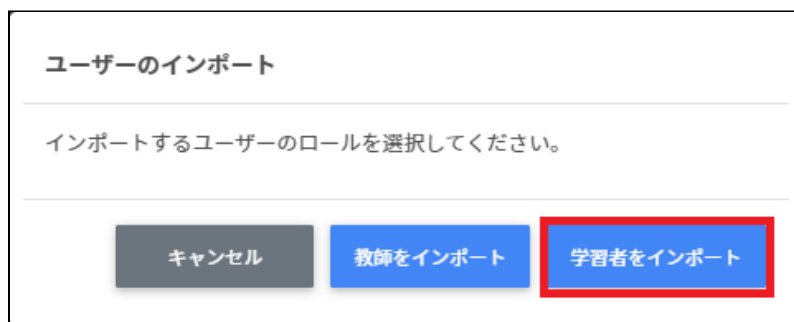 ユーザーのインポート
インポートするユーザーのロールを選択してください。
キャンセル 教師をインポート 学習者をインポート